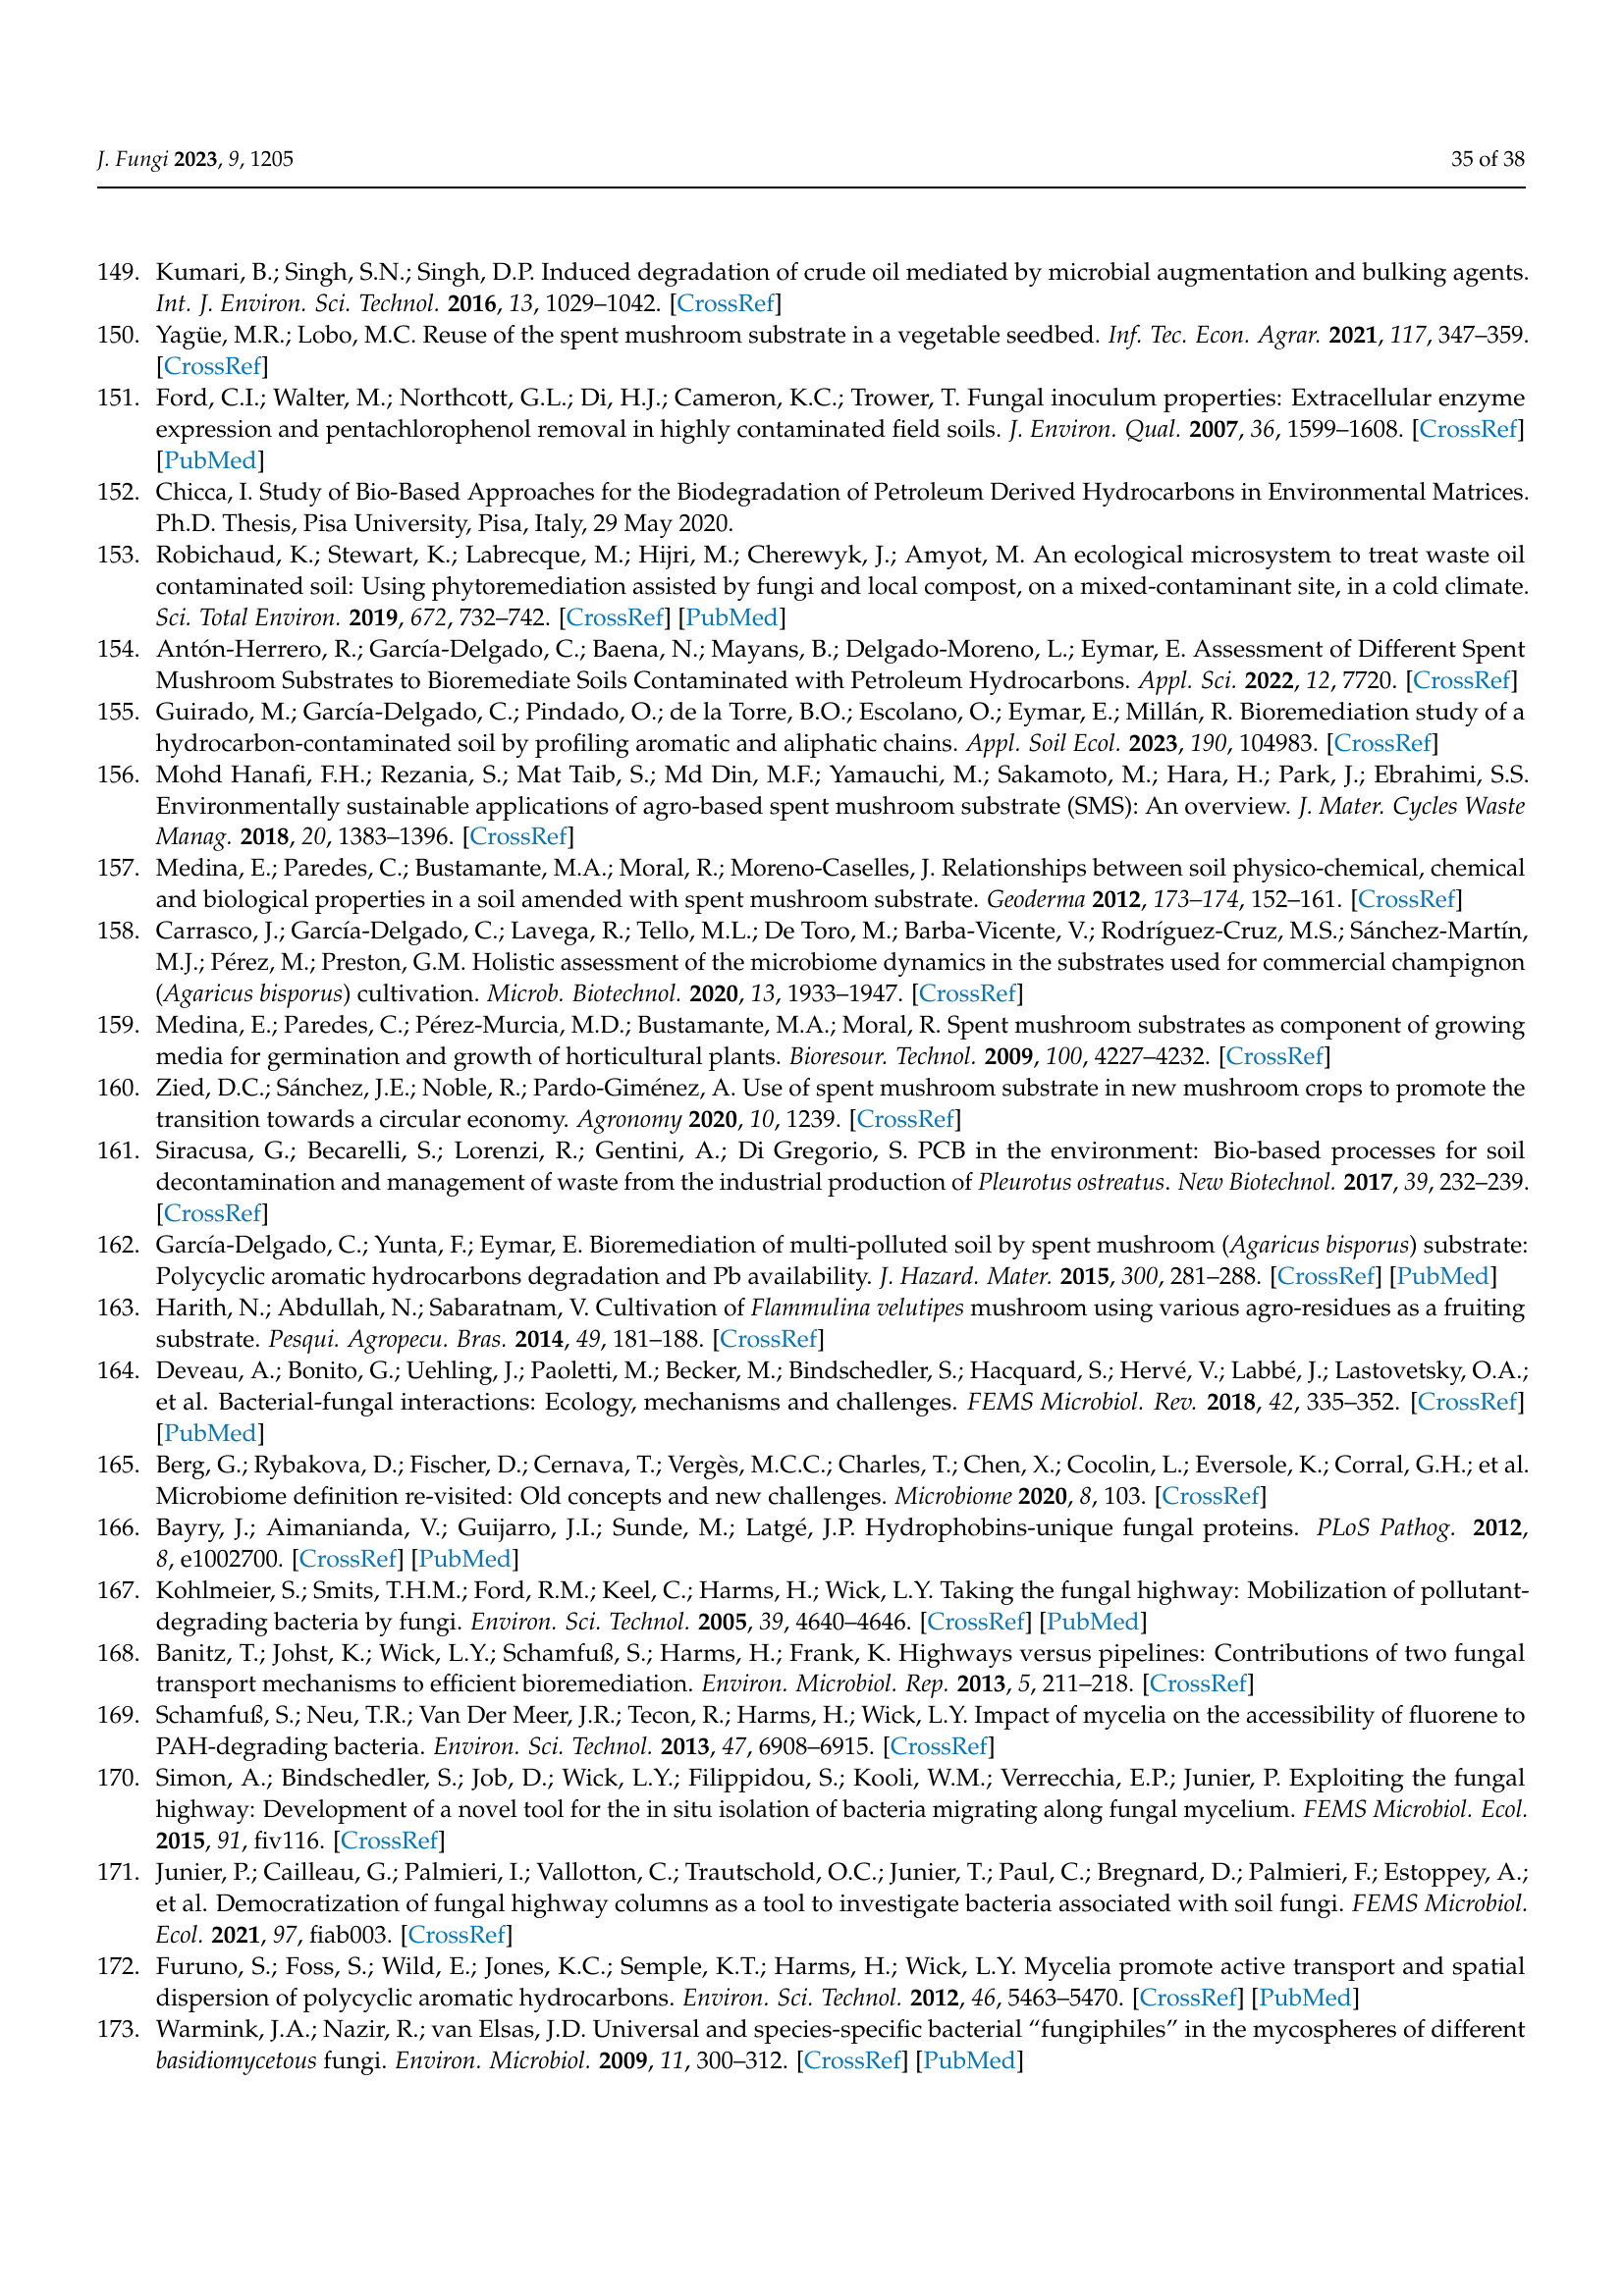 J. Fungi 2023, 9, 1205
35 of 38
149. Kumari, B.; Singh, S.N.; Singh, D.P. Induced degradation of crude oil mediated by microbial augmentation and bulking agents.
Int. J. Environ. Sci. Technol. 2016, 13, 1029–1042. [CrossRef]
150. Yagüe, M.R.; Lobo, M.C. Reuse of the spent mushroom substrate in a vegetable seedbed. Inf. Tec. Econ. Agrar. 2021, 117, 347–359.
[CrossRef]
151. Ford, C.I.; Walter, M.; Northcott, G.L.; Di, H.J.; Cameron, K.C.; Trower, T. Fungal inoculum properties: Extracellular enzyme
expression and pentachlorophenol removal in highly contaminated field soils. J. Environ. Qual. 2007, 36, 1599–1608. [CrossRef]
[PubMed]
152. Chicca, I. Study of Bio-Based Approaches for the Biodegradation of Petroleum Derived Hydrocarbons in Environmental Matrices.
Ph.D. Thesis, Pisa University, Pisa, Italy, 29 May 2020.
153. Robichaud, K.; Stewart, K.; Labrecque, M.; Hijri, M.; Cherewyk, J.; Amyot, M. An ecological microsystem to treat waste oil
contaminated soil: Using phytoremediation assisted by fungi and local compost, on a mixed-contaminant site, in a cold climate.
Sci. Total Environ. 2019, 672, 732–742. [CrossRef] [PubMed]
154. Antón-Herrero, R.; García-Delgado, C.; Baena, N.; Mayans, B.; Delgado-Moreno, L.; Eymar, E. Assessment of Different Spent
Mushroom Substrates to Bioremediate Soils Contaminated with Petroleum Hydrocarbons. Appl. Sci. 2022, 12, 7720. [CrossRef]
155. Guirado, M.; García-Delgado, C.; Pindado, O.; de la Torre, B.O.; Escolano, O.; Eymar, E.; Millán, R. Bioremediation study of a
hydrocarbon-contaminated soil by profiling aromatic and aliphatic chains. Appl. Soil Ecol. 2023, 190, 104983. [CrossRef]
156. Mohd Hanafi, F.H.; Rezania, S.; Mat Taib, S.; Md Din, M.F.; Yamauchi, M.; Sakamoto, M.; Hara, H.; Park, J.; Ebrahimi, S.S.
Environmentally sustainable applications of agro-based spent mushroom substrate (SMS): An overview. J. Mater. Cycles Waste
Manag. 2018, 20, 1383–1396. [CrossRef]
157. Medina, E.; Paredes, C.; Bustamante, M.A.; Moral, R.; Moreno-Caselles, J. Relationships between soil physico-chemical, chemical
and biological properties in a soil amended with spent mushroom substrate. Geoderma 2012, 173–174, 152–161. [CrossRef]
158. Carrasco, J.; García-Delgado, C.; Lavega, R.; Tello, M.L.; De Toro, M.; Barba-Vicente, V.; Rodríguez-Cruz, M.S.; Sánchez-Martín,
M.J.; Pérez, M.; Preston, G.M. Holistic assessment of the microbiome dynamics in the substrates used for commercial champignon
(Agaricus bisporus) cultivation. Microb. Biotechnol. 2020, 13, 1933–1947. [CrossRef]
159. Medina, E.; Paredes, C.; Pérez-Murcia, M.D.; Bustamante, M.A.; Moral, R. Spent mushroom substrates as component of growing
media for germination and growth of horticultural plants. Bioresour. Technol. 2009, 100, 4227–4232. [CrossRef]
160. Zied, D.C.; Sánchez, J.E.; Noble, R.; Pardo-Giménez, A. Use of spent mushroom substrate in new mushroom crops to promote the
transition towards a circular economy. Agronomy 2020, 10, 1239. [CrossRef]
161. Siracusa, G.; Becarelli, S.; Lorenzi, R.; Gentini, A.; Di Gregorio, S. PCB in the environment: Bio-based processes for soil
decontamination and management of waste from the industrial production of Pleurotus ostreatus. New Biotechnol. 2017, 39, 232–239.
[CrossRef]
162. García-Delgado, C.; Yunta, F.; Eymar, E. Bioremediation of multi-polluted soil by spent mushroom (Agaricus bisporus) substrate:
Polycyclic aromatic hydrocarbons degradation and Pb availability. J. Hazard. Mater. 2015, 300, 281–288. [CrossRef] [PubMed]
163. Harith, N.; Abdullah, N.; Sabaratnam, V. Cultivation of Flammulina velutipes mushroom using various agro-residues as a fruiting
substrate. Pesqui. Agropecu. Bras. 2014, 49, 181–188. [CrossRef]
164. Deveau, A.; Bonito, G.; Uehling, J.; Paoletti, M.; Becker, M.; Bindschedler, S.; Hacquard, S.; Hervé, V.; Labbé, J.; Lastovetsky, O.A.;
et al. Bacterial-fungal interactions: Ecology, mechanisms and challenges. FEMS Microbiol. Rev. 2018, 42, 335–352. [CrossRef]
[PubMed]
165. Berg, G.; Rybakova, D.; Fischer, D.; Cernava, T.; Vergès, M.C.C.; Charles, T.; Chen, X.; Cocolin, L.; Eversole, K.; Corral, G.H.; et al.
Microbiome definition re-visited: Old concepts and new challenges. Microbiome 2020, 8, 103. [CrossRef]
166. Bayry, J.; Aimanianda, V.; Guijarro, J.I.; Sunde, M.; Latgé, J.P. Hydrophobins-unique fungal proteins. PLoS Pathog. 2012,
8, e1002700. [CrossRef] [PubMed]
167. Kohlmeier, S.; Smits, T.H.M.; Ford, R.M.; Keel, C.; Harms, H.; Wick, L.Y. Taking the fungal highway: Mobilization of pollutant-
degrading bacteria by fungi. Environ. Sci. Technol. 2005, 39, 4640–4646. [CrossRef] [PubMed]
168. Banitz, T.; Johst, K.; Wick, L.Y.; Schamfuß, S.; Harms, H.; Frank, K. Highways versus pipelines: Contributions of two fungal
transport mechanisms to efficient bioremediation. Environ. Microbiol. Rep. 2013, 5, 211–218. [CrossRef]
169. Schamfuß, S.; Neu, T.R.; Van Der Meer, J.R.; Tecon, R.; Harms, H.; Wick, L.Y. Impact of mycelia on the accessibility of fluorene to
PAH-degrading bacteria. Environ. Sci. Technol. 2013, 47, 6908–6915. [CrossRef]
170. Simon, A.; Bindschedler, S.; Job, D.; Wick, L.Y.; Filippidou, S.; Kooli, W.M.; Verrecchia, E.P.; Junier, P. Exploiting the fungal
highway: Development of a novel tool for the in situ isolation of bacteria migrating along fungal mycelium. FEMS Microbiol. Ecol.
2015, 91, fiv116. [CrossRef]
171. Junier, P.; Cailleau, G.; Palmieri, I.; Vallotton, C.; Trautschold, O.C.; Junier, T.; Paul, C.; Bregnard, D.; Palmieri, F.; Estoppey, A.;
et al. Democratization of fungal highway columns as a tool to investigate bacteria associated with soil fungi. FEMS Microbiol.
Ecol. 2021, 97, fiab003. [CrossRef]
172. Furuno, S.; Foss, S.; Wild, E.; Jones, K.C.; Semple, K.T.; Harms, H.; Wick, L.Y. Mycelia promote active transport and spatial
dispersion of polycyclic aromatic hydrocarbons. Environ. Sci. Technol. 2012, 46, 5463–5470. [CrossRef] [PubMed]
173. Warmink, J.A.; Nazir, R.; van Elsas, J.D. Universal and species-specific bacterial “fungiphiles” in the mycospheres of different
basidiomycetous fungi. Environ. Microbiol. 2009, 11, 300–312. [CrossRef] [PubMed]